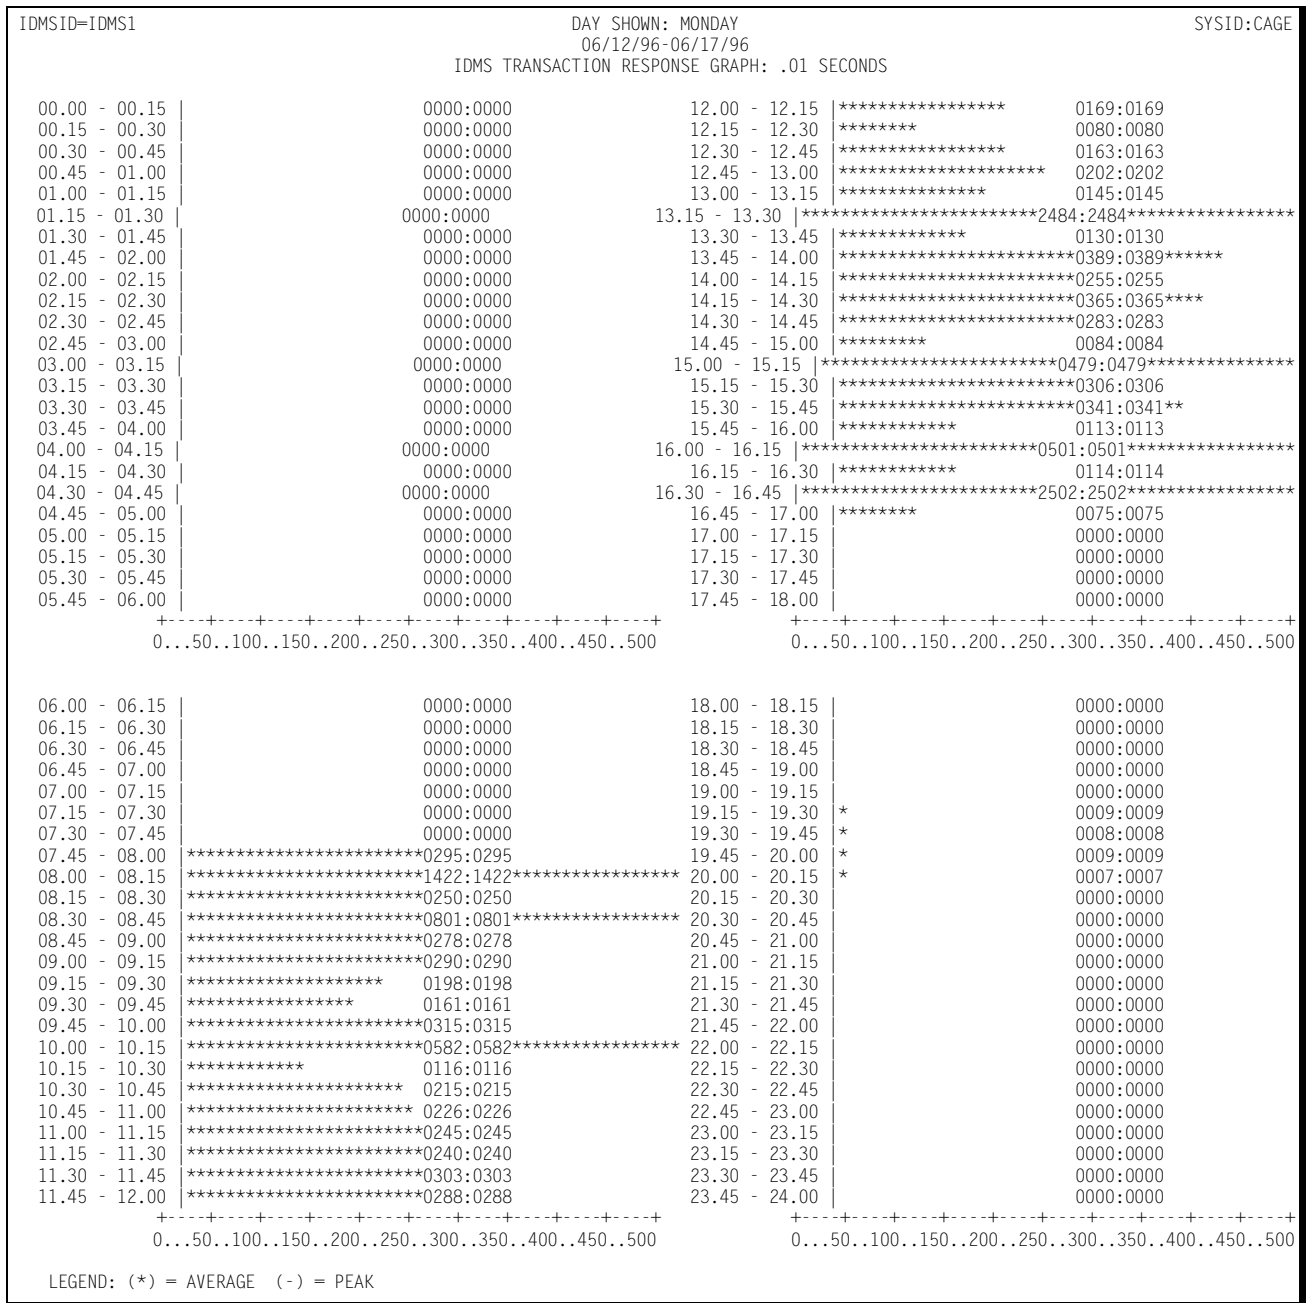 IDMSID=IDMS1 DAY SHOWN: MONDAY SYSID:CAGE
06/12/96-06/17/96
IDMS TRANSACTION RESPONSE GRAPH: .01 SECONDS
00.00 - 00.15 | 0000:0000 12.00 - 12.15 |***************** 0169:0169
00.15 - 00.30 | 0000:0000 12.15 - 12.30 |******** 0080:0080
00.30 - 00.45 | 0000:0000 12.30 - 12.45 |***************** 0163:0163
00.45 - 01.00 | 0000:0000 12.45 - 13.00 |********************* 0202:0202
01.00 - 01.15 | 0000:0000 13.00 - 13.15 |*************** 0145:0145
01.15 - 01.30 | 0000:0000 13.15 - 13.30 |************************2484:2484*****************
01.30 - 01.45 | 0000:0000 13.30 - 13.45 |************* 0130:0130
01.45 - 02.00 | 0000:0000 13.45 - 14.00 |************************0389:0389******
02.00 - 02.15 | 0000:0000 14.00 - 14.15 |************************0255:0255
02.15 - 02.30 | 0000:0000 14.15 - 14.30 |************************0365:0365****
02.30 - 02.45 | 0000:0000 14.30 - 14.45 |************************0283:0283
02.45 - 03.00 | 0000:0000 14.45 - 15.00 |********* 0084:0084
03.00 - 03.15 | 0000:0000 15.00 - 15.15 |************************0479:0479***************
03.15 - 03.30 | 0000:0000 15.15 - 15.30 |************************0306:0306
03.30 - 03.45 | 0000:0000 15.30 - 15.45 |************************0341:0341**
03.45 - 04.00 | 0000:0000 15.45 - 16.00 |************ 0113:0113
04.00 - 04.15 | 0000:0000 16.00 - 16.15 |************************0501:0501*****************
04.15 - 04.30 | 0000:0000 16.15 - 16.30 |************ 0114:0114
04.30 - 04.45 | 0000:0000 16.30 - 16.45 |************************2502:2502*****************
04.45 - 05.00 | 0000:0000 16.45 - 17.00 |******** 0075:0075
05.00 - 05.15 | 0000:0000 17.00 - 17.15 | 0000:0000
05.15 - 05.30 | 0000:0000 17.15 - 17.30 | 0000:0000
05.30 - 05.45 | 0000:0000 17.30 - 17.45 | 0000:0000
05.45 - 06.00 | 0000:0000 17.45 - 18.00 | 0000:0000
+----+----+----+----+----+----+----+----+----+----+ +----+----+----+----+----+----+----+----+----+----+
0...50..100..150..200..250..300..350..400..450..500 0...50..100..150..200..250..300..350..400..450..500
06.00 - 06.15 | 0000:0000 18.00 - 18.15 | 0000:0000
06.15 - 06.30 | 0000:0000 18.15 - 18.30 | 0000:0000
06.30 - 06.45 | 0000:0000 18.30 - 18.45 | 0000:0000
06.45 - 07.00 | 0000:0000 18.45 - 19.00 | 0000:0000
07.00 - 07.15 | 0000:0000 19.00 - 19.15 | 0000:0000
07.15 - 07.30 | 0000:0000 19.15 - 19.30 |* 0009:0009
07.30 - 07.45 | 0000:0000 19.30 - 19.45 |* 0008:0008
07.45 - 08.00 |************************0295:0295 19.45 - 20.00 |* 0009:0009
08.00 - 08.15 |************************1422:1422***************** 20.00 - 20.15 |* 0007:0007
08.15 - 08.30 |************************0250:0250 20.15 - 20.30 | 0000:0000
08.30 - 08.45 |************************0801:0801***************** 20.30 - 20.45 | 0000:0000
08.45 - 09.00 |************************0278:0278 20.45 - 21.00 | 0000:0000
09.00 - 09.15 |************************0290:0290 21.00 - 21.15 | 0000:0000
09.15 - 09.30 |******************** 0198:0198 21.15 - 21.30 | 0000:0000
09.30 - 09.45 |***************** 0161:0161 21.30 - 21.45 | 0000:0000
09.45 - 10.00 |************************0315:0315 21.45 - 22.00 | 0000:0000
10.00 - 10.15 |************************0582:0582***************** 22.00 - 22.15 | 0000:0000
10.15 - 10.30 |************ 0116:0116 22.15 - 22.30 | 0000:0000
10.30 - 10.45 |********************** 0215:0215 22.30 - 22.45 | 0000:0000
10.45 - 11.00 |*********************** 0226:0226 22.45 - 23.00 | 0000:0000
11.00 - 11.15 |************************0245:0245 23.00 - 23.15 | 0000:0000
11.15 - 11.30 |************************0240:0240 23.15 - 23.30 | 0000:0000
11.30 - 11.45 |************************0303:0303 23.30 - 23.45 | 0000:0000
11.45 - 12.00 |************************0288:0288 23.45 - 24.00 | 0000:0000
+----+----+----+----+----+----+----+----+----+----+ +----+----+----+----+----+----+----+----+----+----+
0...50..100..150..200..250..300..350..400..450..500 0...50..100..150..200..250..300..350..400..450..500
LEGEND: (*) = AVERAGE (-) = PEAK